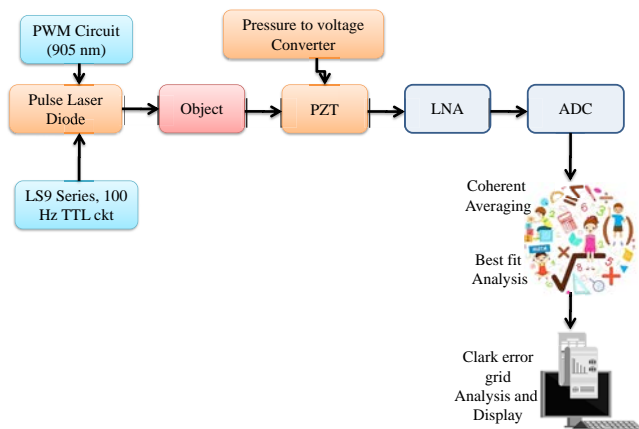 PWM Circuit
(905 nm)
Pressure to voltage
Converter
Pulse Laser
Diode
Object
PZT
LNA
ADC
LS9 Series, 100
Hz TTL ckt
Coherent
Averaging
Best fit
Analysis
Clark error
grid
Analysis and
Display